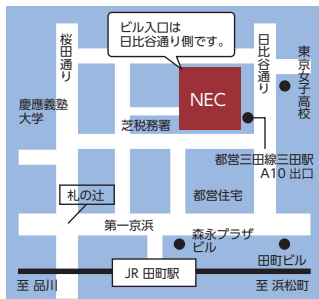 ビル入口は
日比谷通り側です。
桜田通り
日比谷通り
東京女子高校
NEC
慶應義塾
大学
芝税務署
都営三田線三田駅
A10 出口
札の辻
都営住宅
第一京浜
森永プラザ
ビル
田町ビル
JR 田町駅
至 品川
至 浜松町